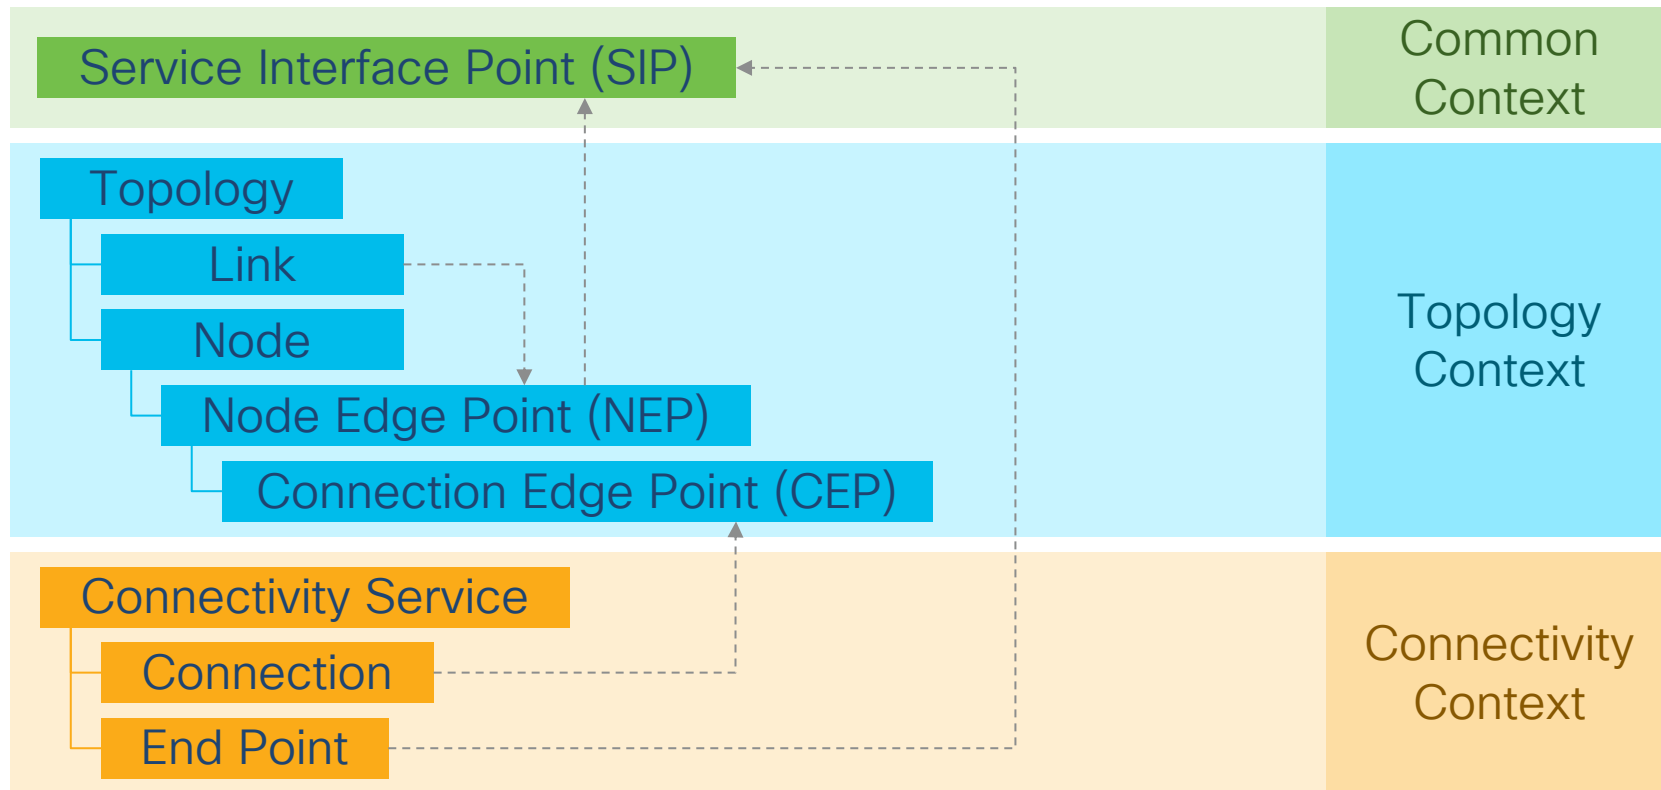 Service Interface Point (SIP)
Common
Context
Topology
Link
Node
Node Edge Point (NEP)
Connection Edge Point (CEP)
Topology
Context
Connectivity Service
Connection
End Point
Connectivity
Context